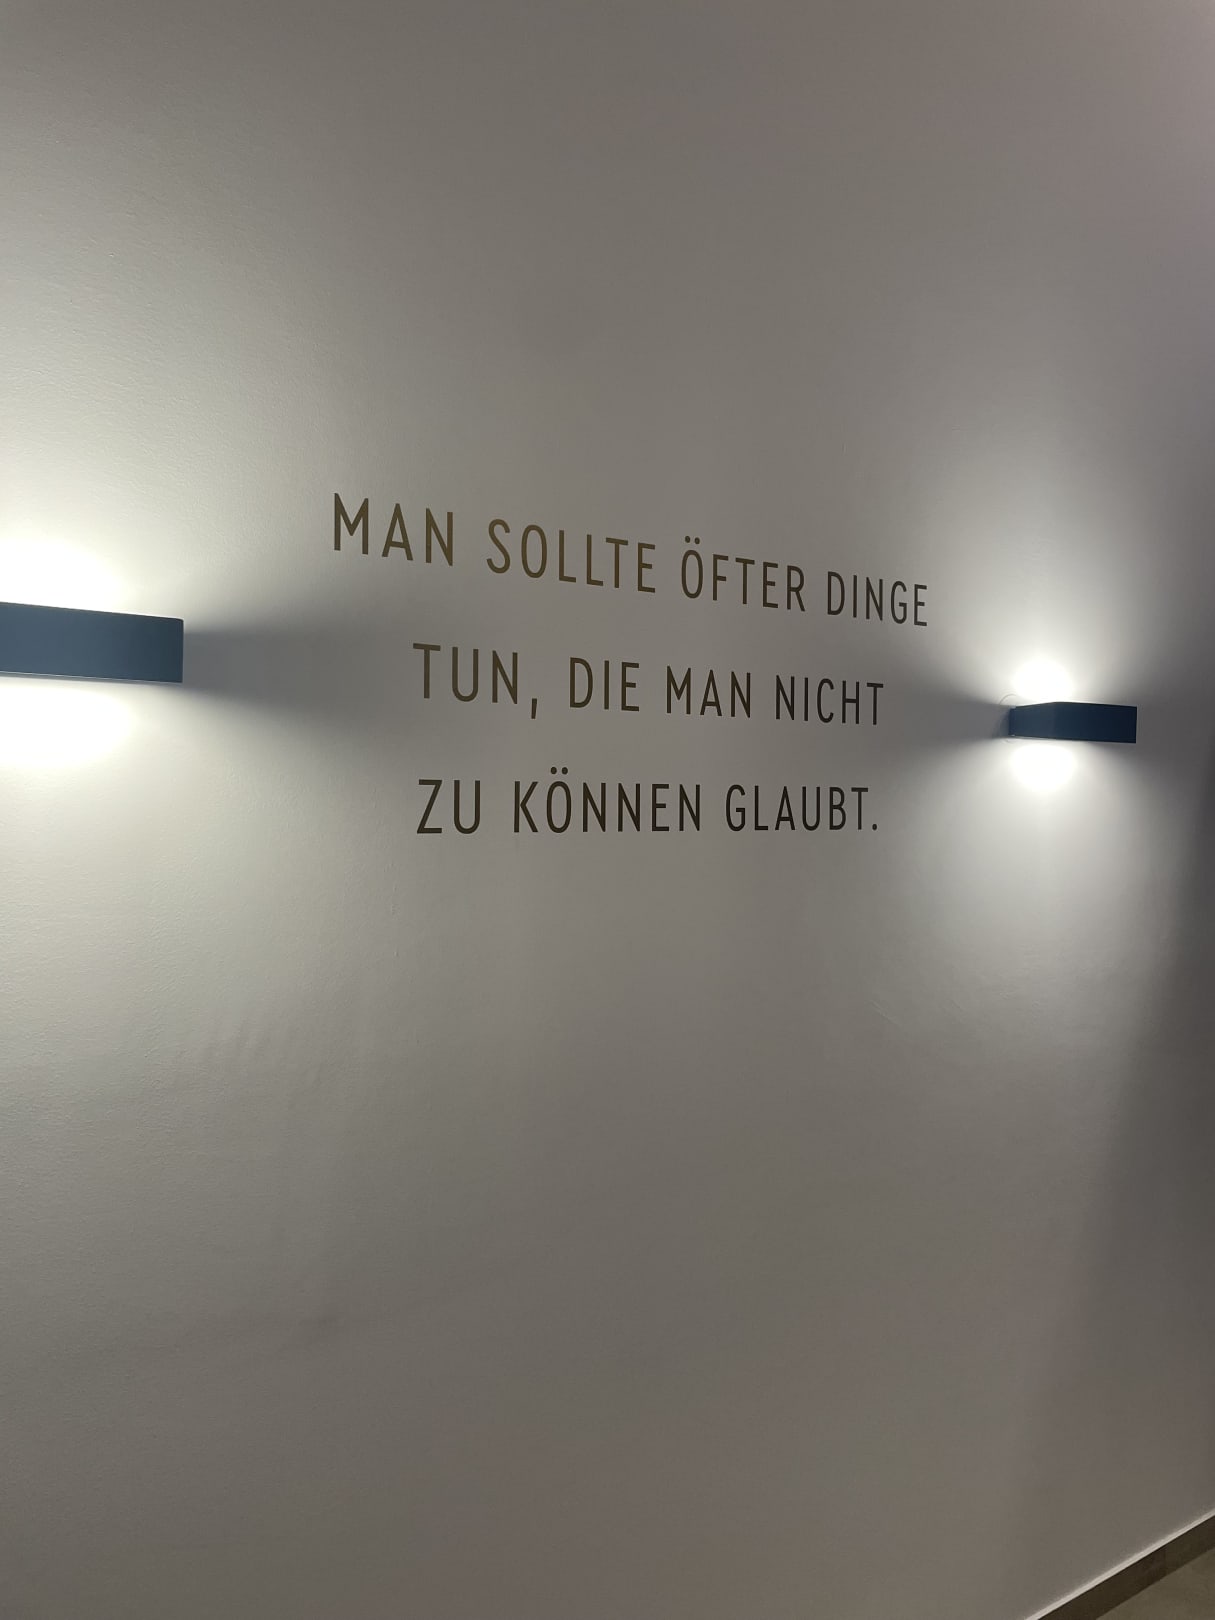 MAN SOLLTE ÖFTER DINGE
TUN, DIE MAN NICHT
ZU KÖNNEN GLAUBT.